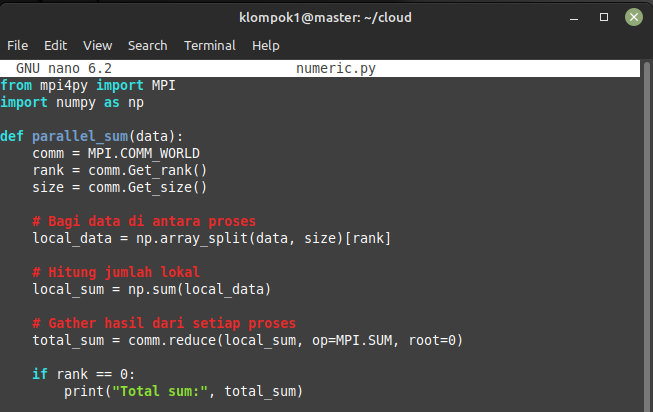 klompok1@master: ~/cloud
File Edit View Search Terminal Help
GNU nano 6.2 numeric.py
from mpi4py import MPI
import numpy as np
def parallel_sum(data):
    comm = MPI.COMM_WORLD
    rank = comm.Get_rank()
    size = comm.Get_size()
    # Bagi data di antara proses
    local_data = np.array_split(data, size)[rank]
    # Hitung jumlah lokal
    local_sum = np.sum(local_data)
    # Gather hasil dari setiap proses
    total_sum = comm.reduce(local_sum, op=MPI.SUM, root=0)
    if rank == 0:
        print("Total sum:", total_sum)